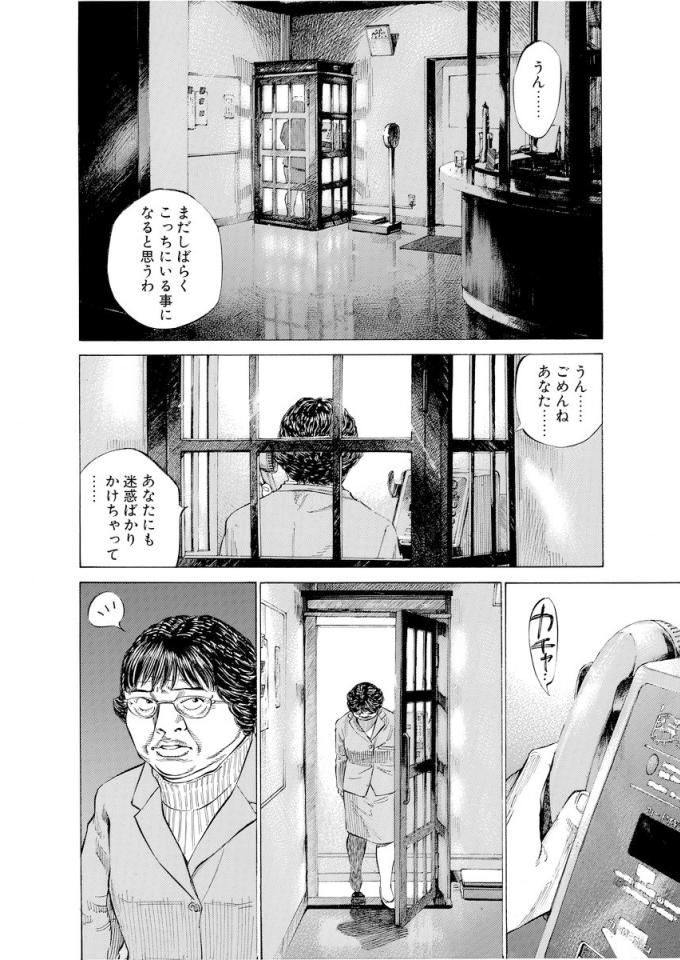 うん……
まだしばらく
こっちにいる事に
なると思うわ
うん……
ごめんね
あなた……
あなたにも
迷惑ばかり
かけちゃって
……
カチャ…